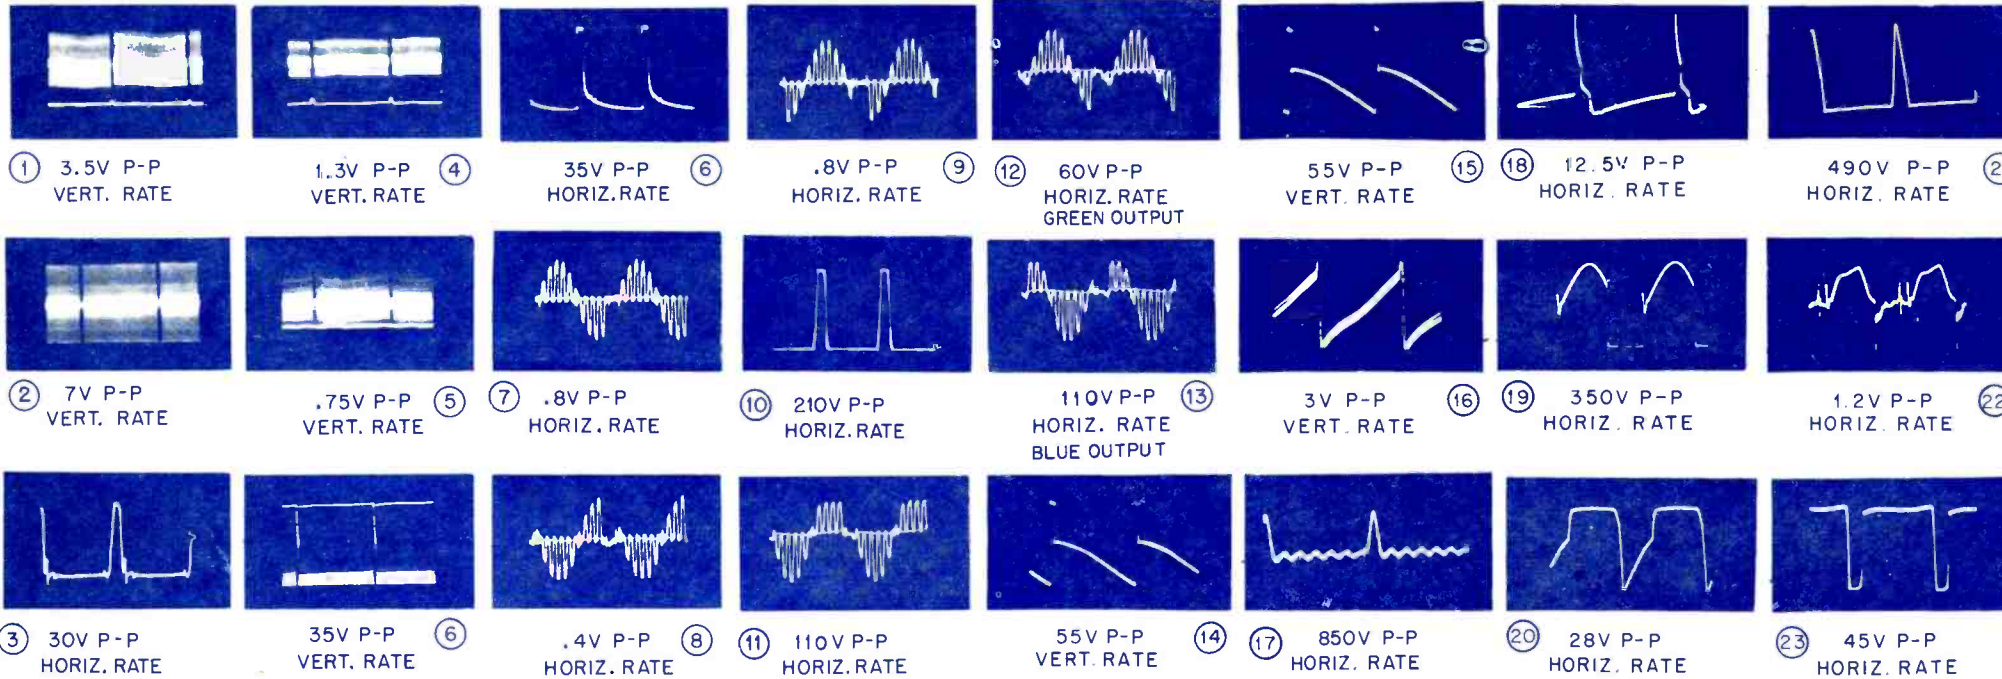 ① 3.5V P-P
VERT. RATE
1.3V P-P ④
VERT. RATE
35V P-P ⑥
HORIZ. RATE
.8V P-P ⑨
HORIZ. RATE
⑫ 60V P-P
HORIZ. RATE
GREEN OUTPUT
55V P-P ⑮
VERT. RATE
⑱ 12.5V P-P
HORIZ. RATE
490V P-P
HORIZ. RATE
② 7V P-P
VERT. RATE
.75V P-P ⑤
VERT. RATE
⑦ .8V P-P
HORIZ. RATE
⑩ 210V P-P
HORIZ. RATE
110V P-P ⑬
HORIZ. RATE
BLUE OUTPUT
3V P-P ⑯
VERT. RATE
⑲ 350V P-P
HORIZ. RATE
1.2V P-P ㉒
HORIZ. RATE
③ 30V P-P
HORIZ. RATE
35V P-P ⑥
VERT. RATE
.4V P-P ⑧
HORIZ. RATE
⑪ 110V P-P
HORIZ. RATE
55V P-P ⑭
VERT. RATE
⑰ 850V P-P
HORIZ. RATE
⑳ 28V P-P
HORIZ. RATE
㉓ 45V P-P
HORIZ. RATE